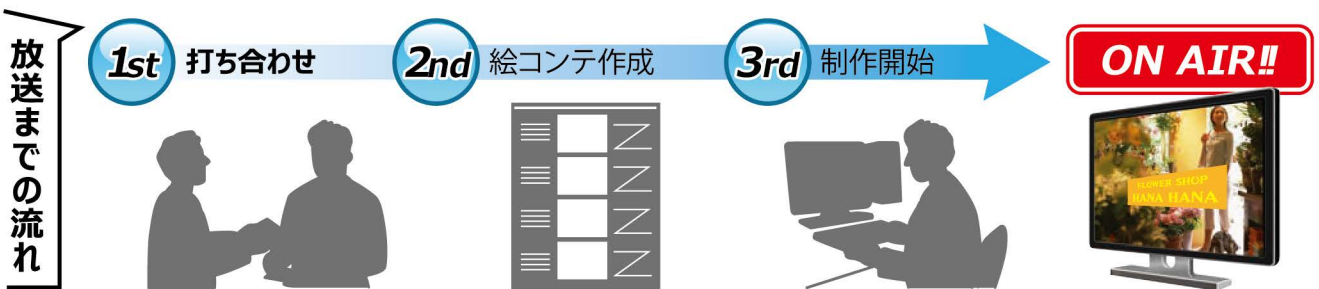 放送までの流れ
1st 打ち合わせ
2nd 絵コンテ作成
3rd 制作開始
ON AIR!!
FLOWER SHOP
HANA HANA